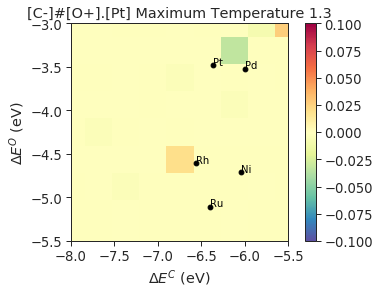 [C-]#[O+].[Pt] Maximum Temperature 1.3
−3.0
−3.5
−4.0
−4.5
−5.0
−5.5
ΔE^O (eV)
Pt
Pd
Rh
Ni
Ru
−8.0 −7.5 −7.0 −6.5 −6.0 −5.5
ΔE^C (eV)
0.100
0.075
0.050
0.025
0.000
−0.025
−0.050
−0.075
−0.100